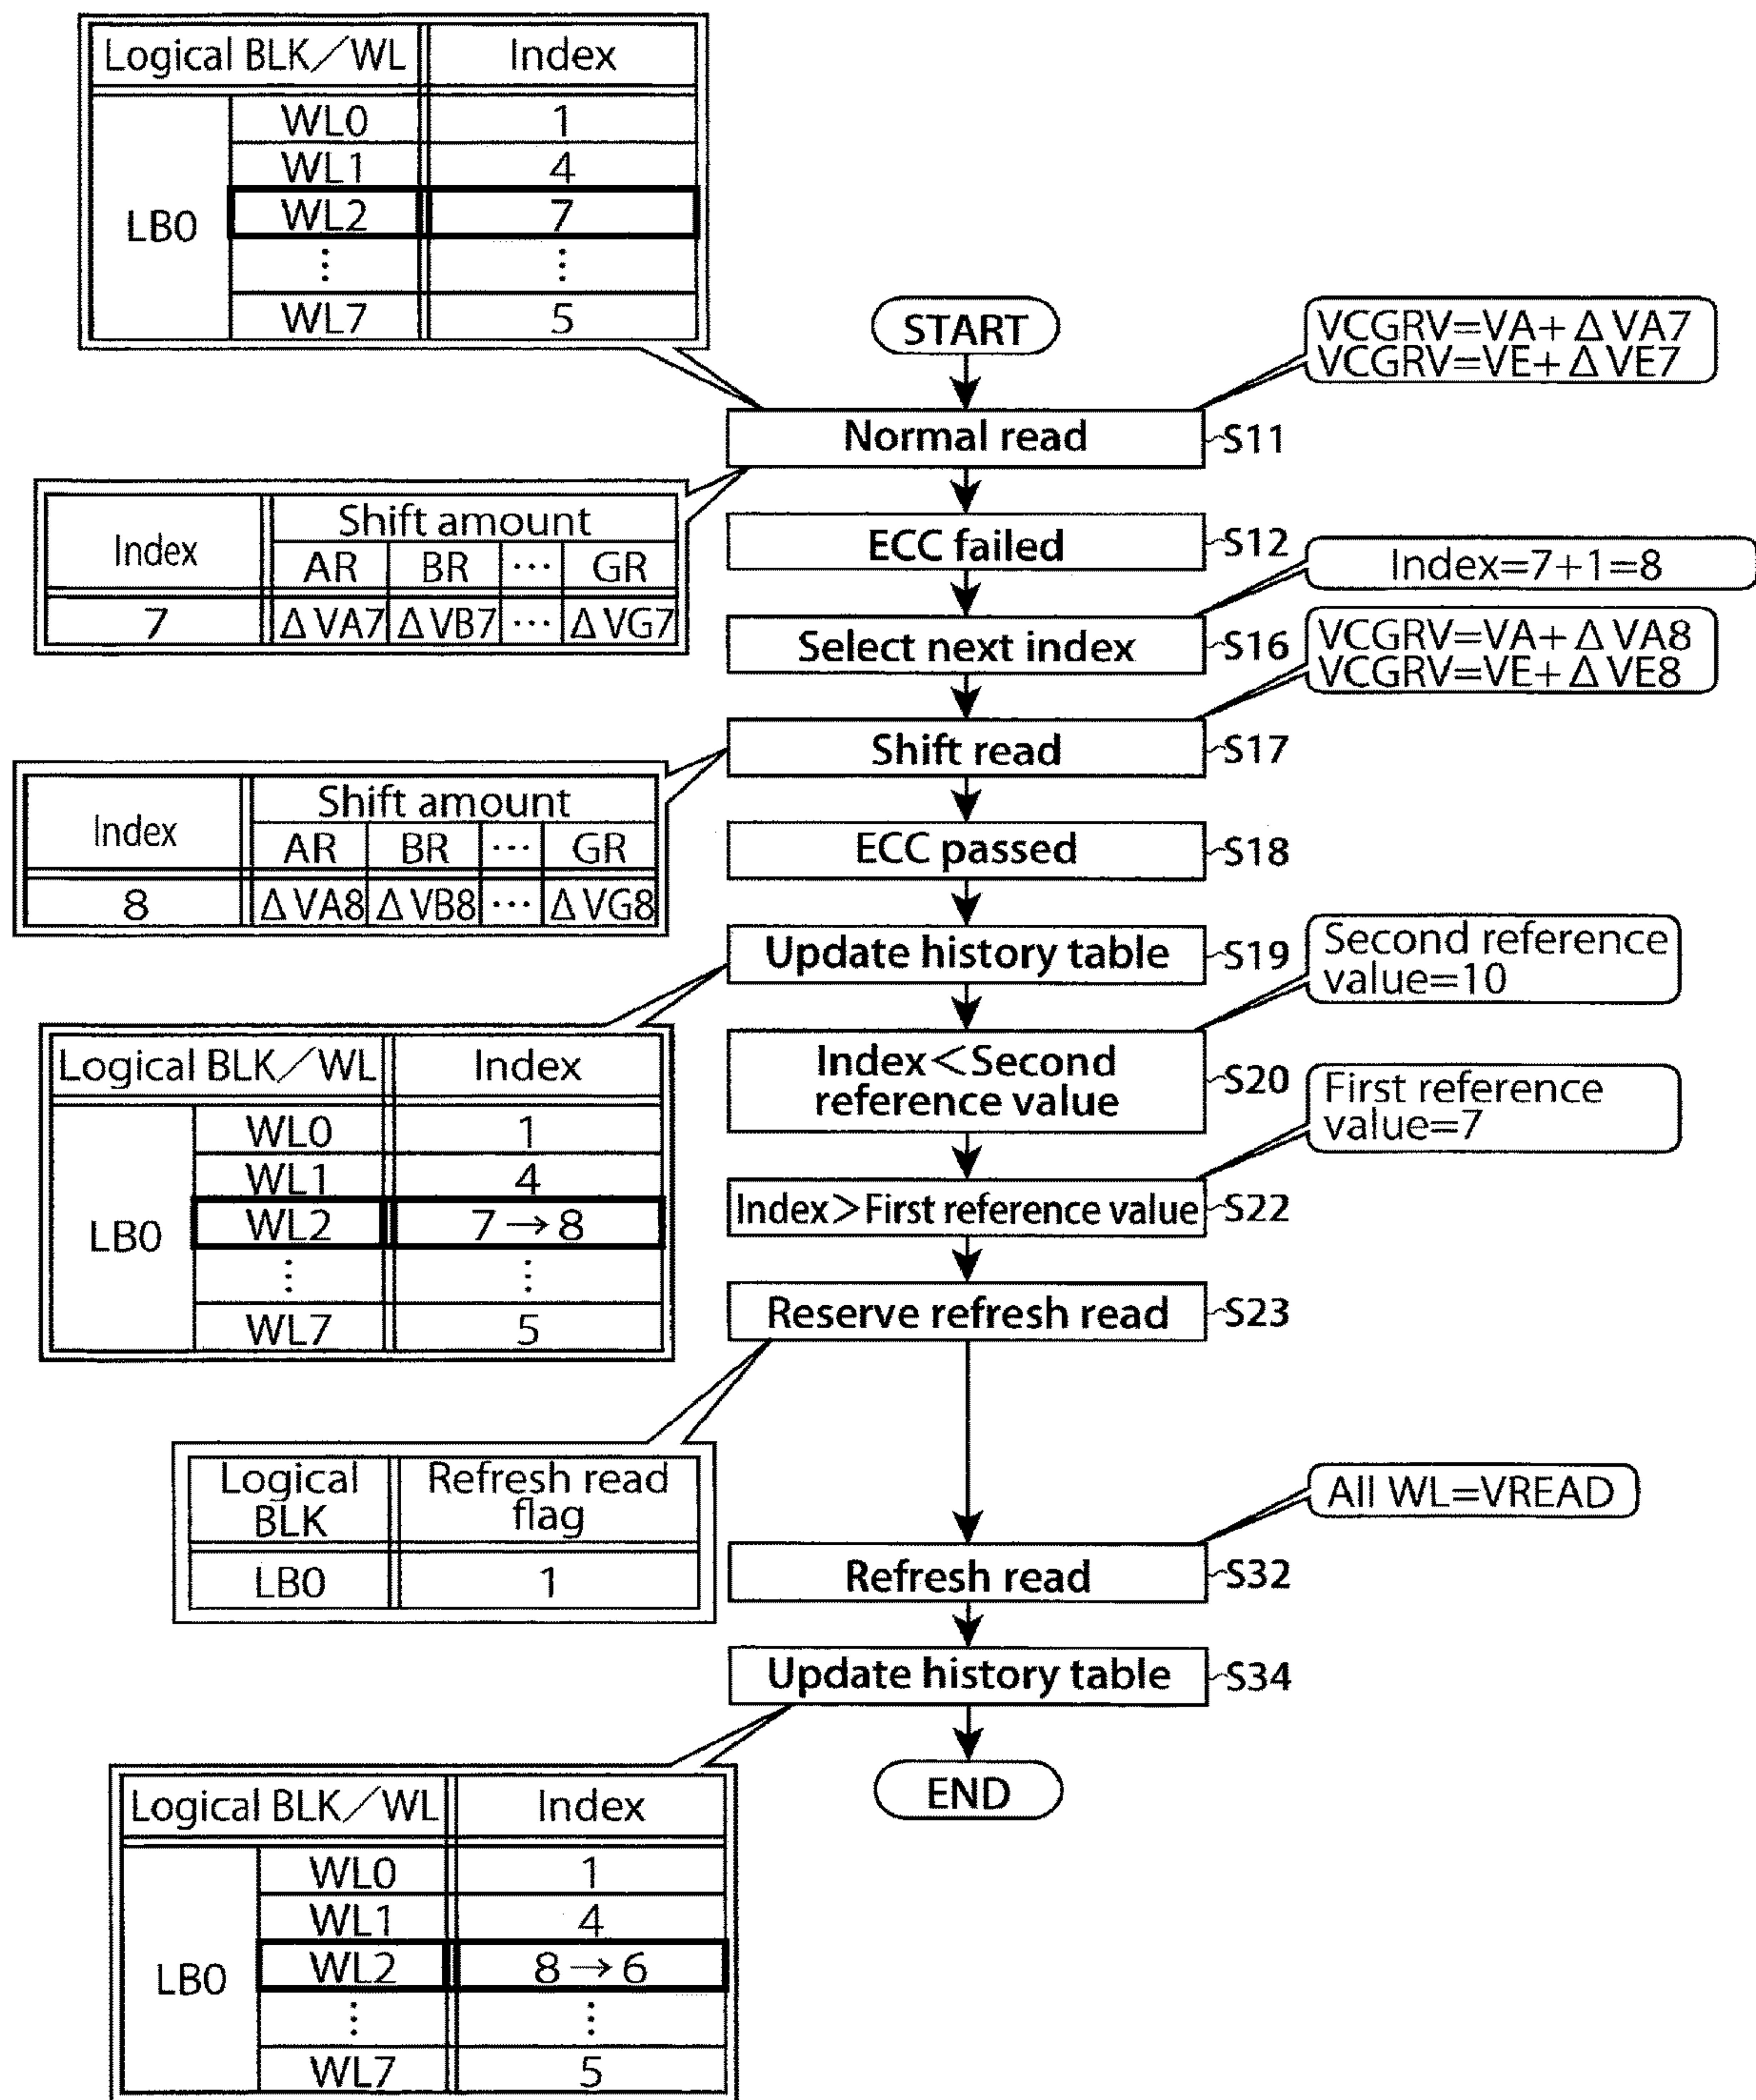 Logical BLK/WL Index
LB0
WL0 1
WL1 4
WL2 7
⋮ ⋮
WL7 5
START
VCGRV=VA+ΔVA7
VCGRV=VE+ΔVE7
Normal read S11
Index Shift amount
AR BR ⋯ GR
7 ΔVA7 ΔVB7 ⋯ ΔVG7
ECC failed S12
Index=7+1=8
Select next index S16
VCGRV=VA+ΔVA8
VCGRV=VE+ΔVE8
Shift read S17
Index Shift amount
AR BR ⋯ GR
8 ΔVA8 ΔVB8 ⋯ ΔVG8
ECC passed S18
Update history table S19
Logical BLK/WL Index
LB0
WL0 1
WL1 4
WL2 7→8
⋮ ⋮
WL7 5
Second reference
value=10
Index<Second
reference value
S20
First reference
value=7
Index>First reference value S22
Reserve refresh read S23
Logical
BLK
Refresh read
flag
LB0 1
All WL=VREAD
Refresh read S32
Update history table S34
Logical BLK/WL Index
LB0
WL0 1
WL1 4
WL2 8→6
⋮ ⋮
WL7 5
END